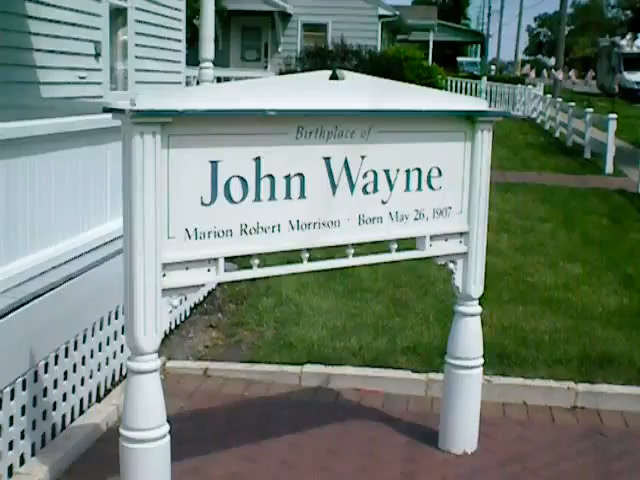 Birthplace of
John Wayne
Marion Robert Morrison · Born May 26, 1907